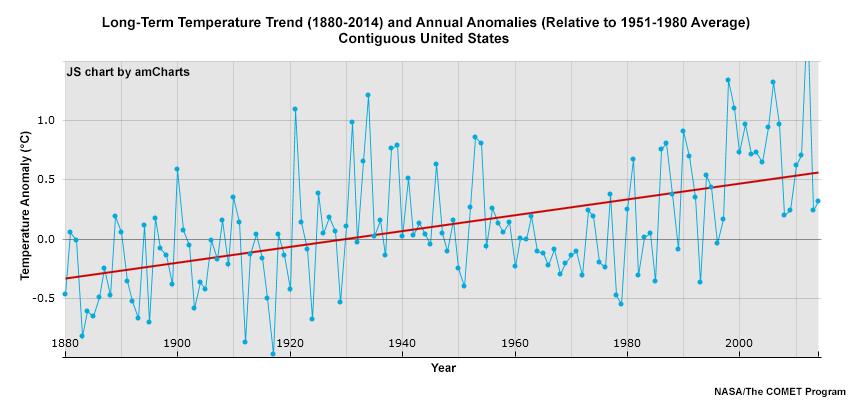 Long-Term Temperature Trend (1880-2014) and Annual Anomalies (Relative to 1951-1980 Average)
Contiguous United States
JS chart by amCharts
Temperature Anomaly (°C)
1.0
0.5
0.0
-0.5
1880 1900 1920 1940 1960 1980 2000
Year
NASA/The COMET Program